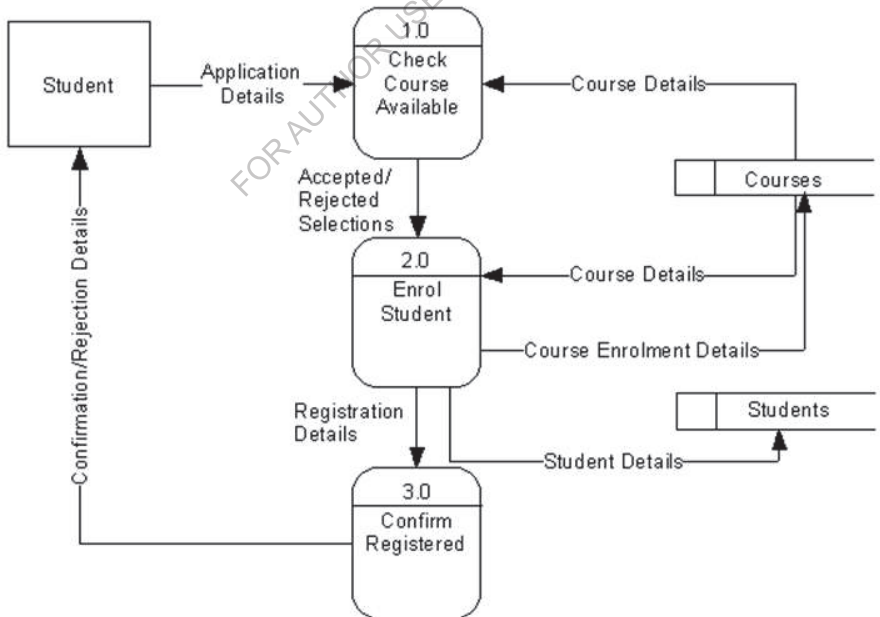 FOR AUTHOR USE
Student
Application
Details
1.0
Check
Course
Available
Course Details
Courses
Accepted/
Rejected
Selections
2.0
Enrol
Student
Course Details
Course Enrolment Details
Students
Student Details
Registration
Details
3.0
Confirm
Registered
Confirmation/Rejection Details